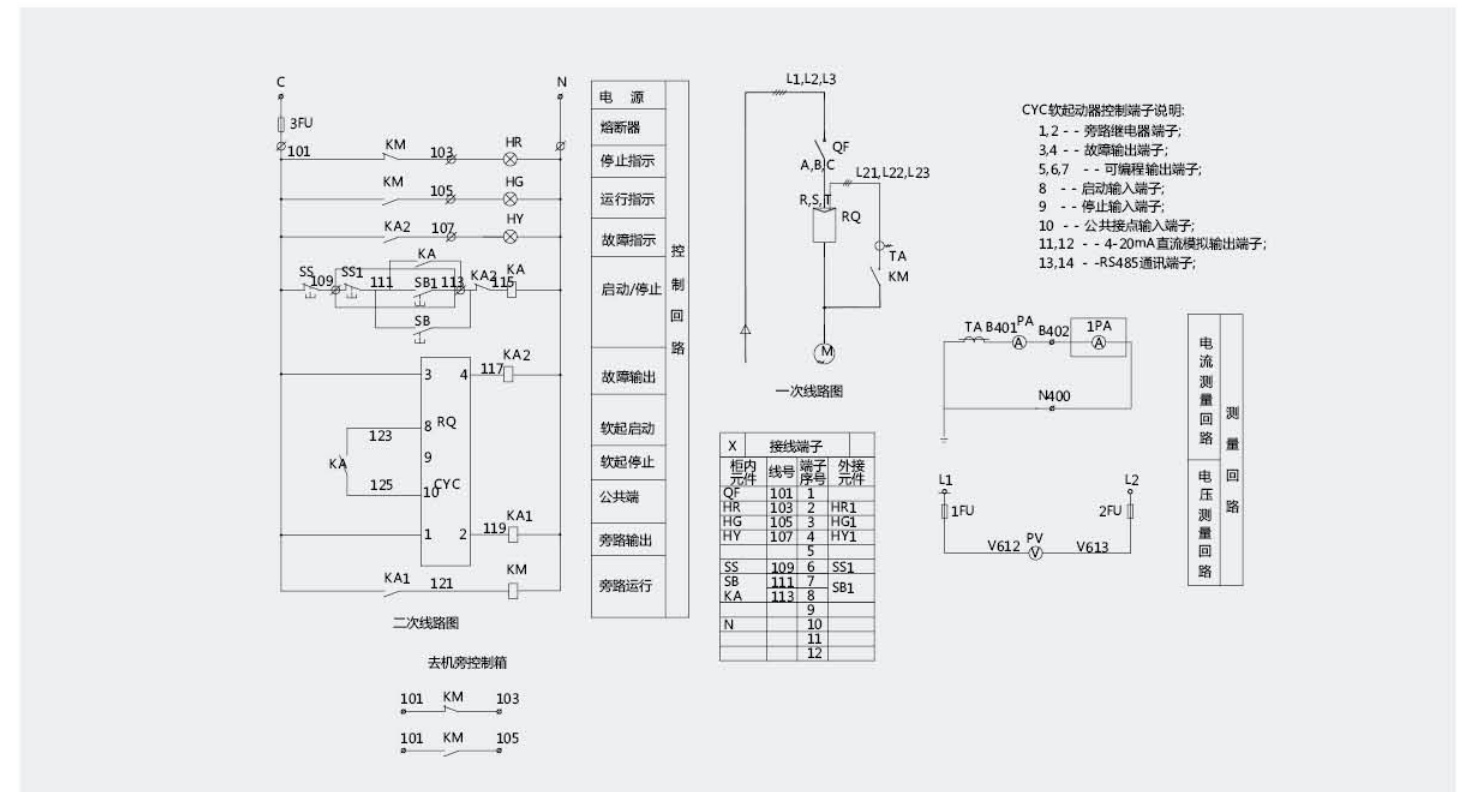 C
N
3FU
101
KM
103
HR
KM
105
HG
KA2
107
HY
KA
SS
109
SS1
111
SB1
113
KA2
115
KA
SB
3
4
117
KA2
8
RQ
123
KA
9
125
10
CYC
1
2
119
KA1
KA1
121
KM
二次线路图
电 源
熔断器
停止指示
运行指示
故障指示
启动/停止
故障输出
软起启动
软起停止
公共端
旁路输出
旁路运行
控制回路
去机旁控制箱
101 KM 103
101 KM 105
L1,L2,L3
QF
A,B,C
L21,L22,L23
R,S,T
RQ
TA
KM
M
一次线路图
X 接线端子
柜内元件 线号 端子序号 外接元件
QF 101 1
HR 103 2 HR1
HG 105 3 HG1
HY 107 4 HY1
5
SS 109 6 SS1
SB 111 7 SB1
KA 113 8
9
N 10
11
12
CYC软起动器控制端子说明:
1,2 - - 旁路继电器端子;
3,4 - - 故障输出端子;
5,6,7 - - 可编程输出端子;
8 - - 启动输入端子;
9 - - 停止输入端子;
10 - - 公共接点输入端子;
11,12 - - 4-20mA直流模拟输出端子;
13,14 - -RS485通讯端子;
TA B401 PA B402 1PA
A
A
N400
L1
L2
1FU
2FU
V612 PV V613
V
电流测量回路
电压测量回路
测量回路